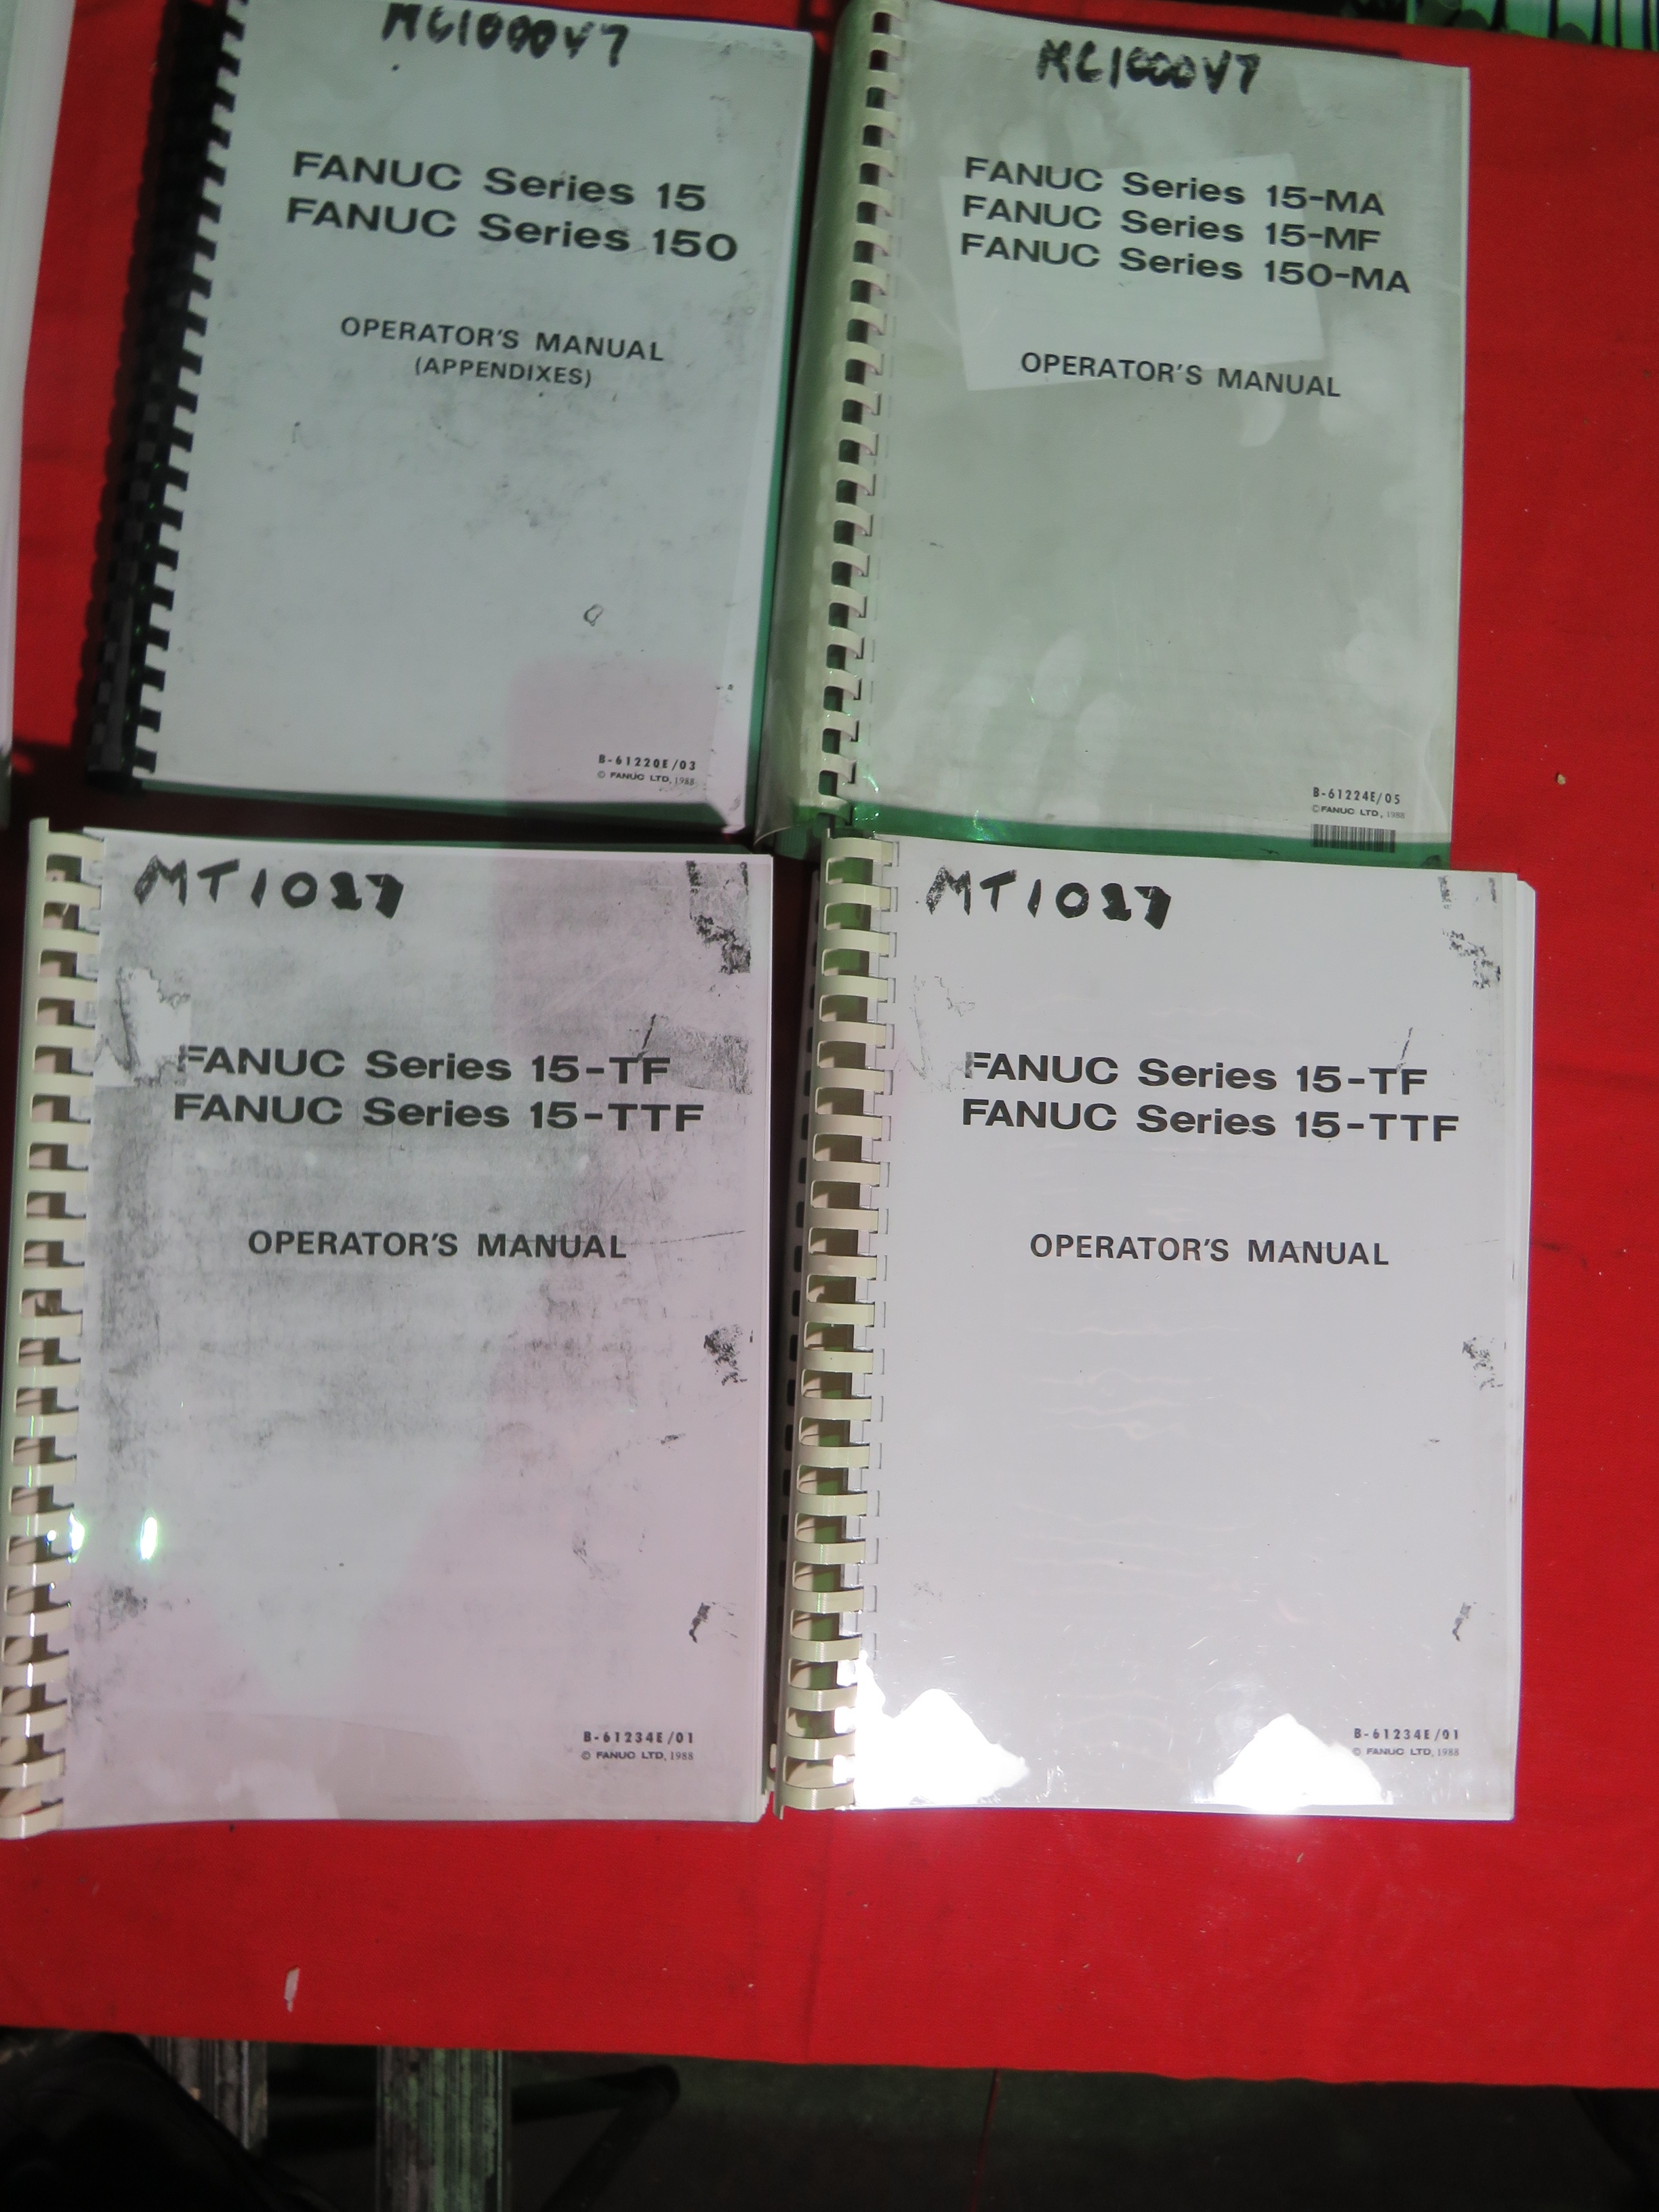 MC1000V7
FANUC Series 15
FANUC Series 150
OPERATOR'S MANUAL
(APPENDIXES)
B-61220E/03
© FANUC LTD, 1988
MC1000V7
FANUC Series 15-MA
FANUC Series 15-MF
FANUC Series 150-MA
OPERATOR'S MANUAL
B-61224E/05
© FANUC LTD, 1988
MT1027
FANUC Series 15-TF
FANUC Series 15-TTF
OPERATOR'S MANUAL
B-61234E/01
© FANUC LTD, 1988
MT1027
FANUC Series 15-TF
FANUC Series 15-TTF
OPERATOR'S MANUAL
B-61234E/01
© FANUC LTD, 1988